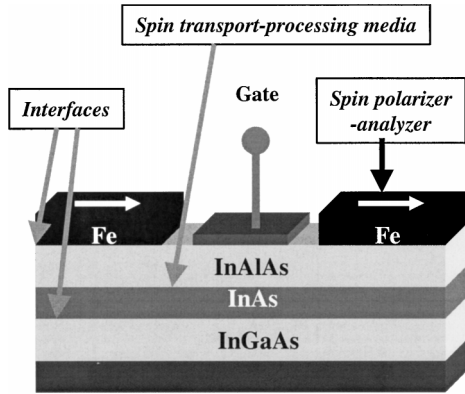 Spin transport-processing media
Interfaces
Gate
Spin polarizer
-analyzer
Fe
Fe
InAlAs
InAs
InGaAs